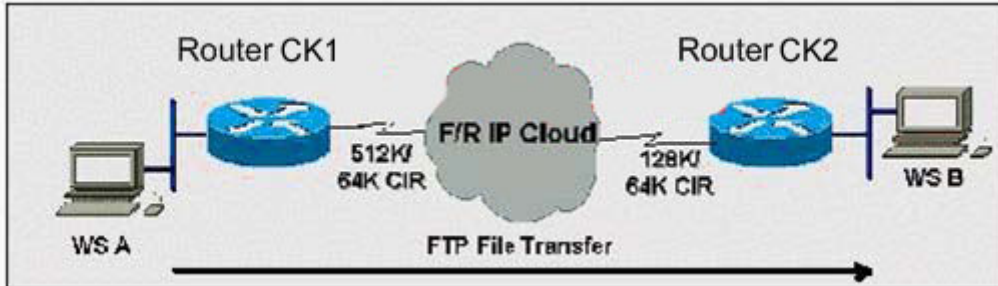 Router CK1
Router CK2
F/R IP Cloud
512K/
64K CIR
128K/
64K CIR
WS A
WS B
FTP File Transfer